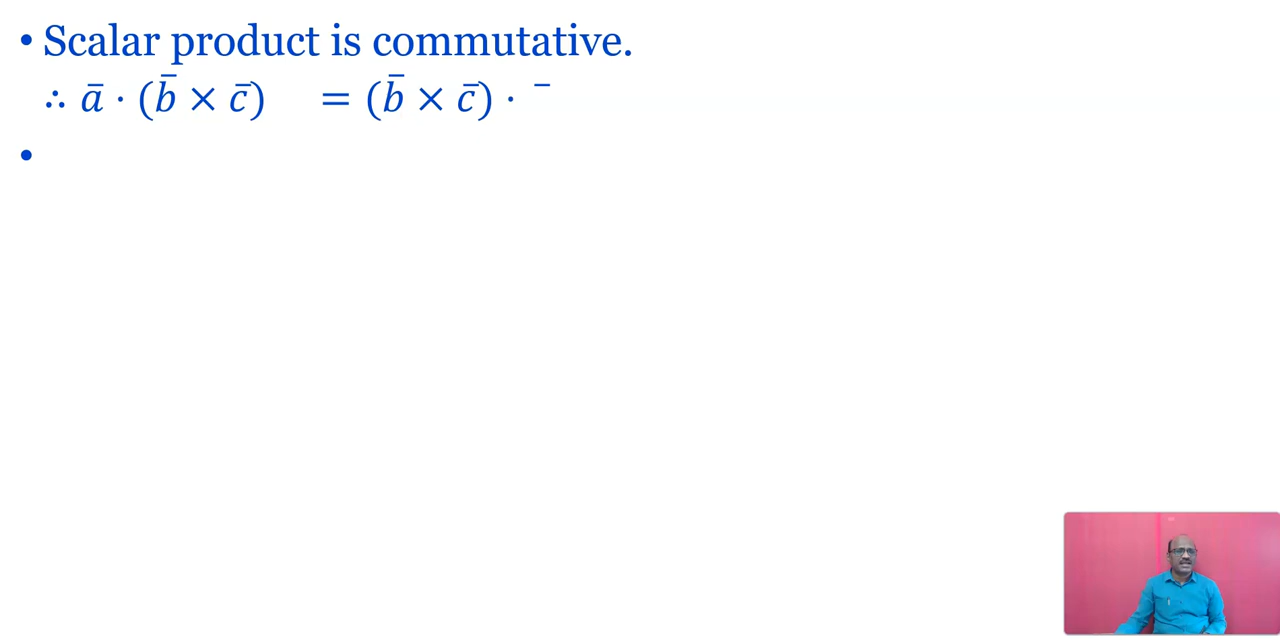 • Scalar product is commutative.
∴ a̅ · (b̅ × c̅) = (b̅ × c̅) · ¯
•